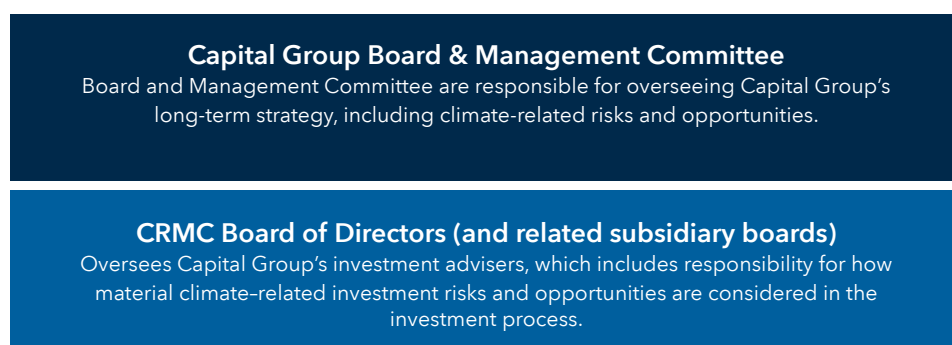 Capital Group Board & Management Committee
Board and Management Committee are responsible for overseeing Capital Group’s
long-term strategy, including climate-related risks and opportunities.
CRMC Board of Directors (and related subsidiary boards)
Oversees Capital Group’s investment advisers, which includes responsibility for how
material climate–related investment risks and opportunities are considered in the
investment process.